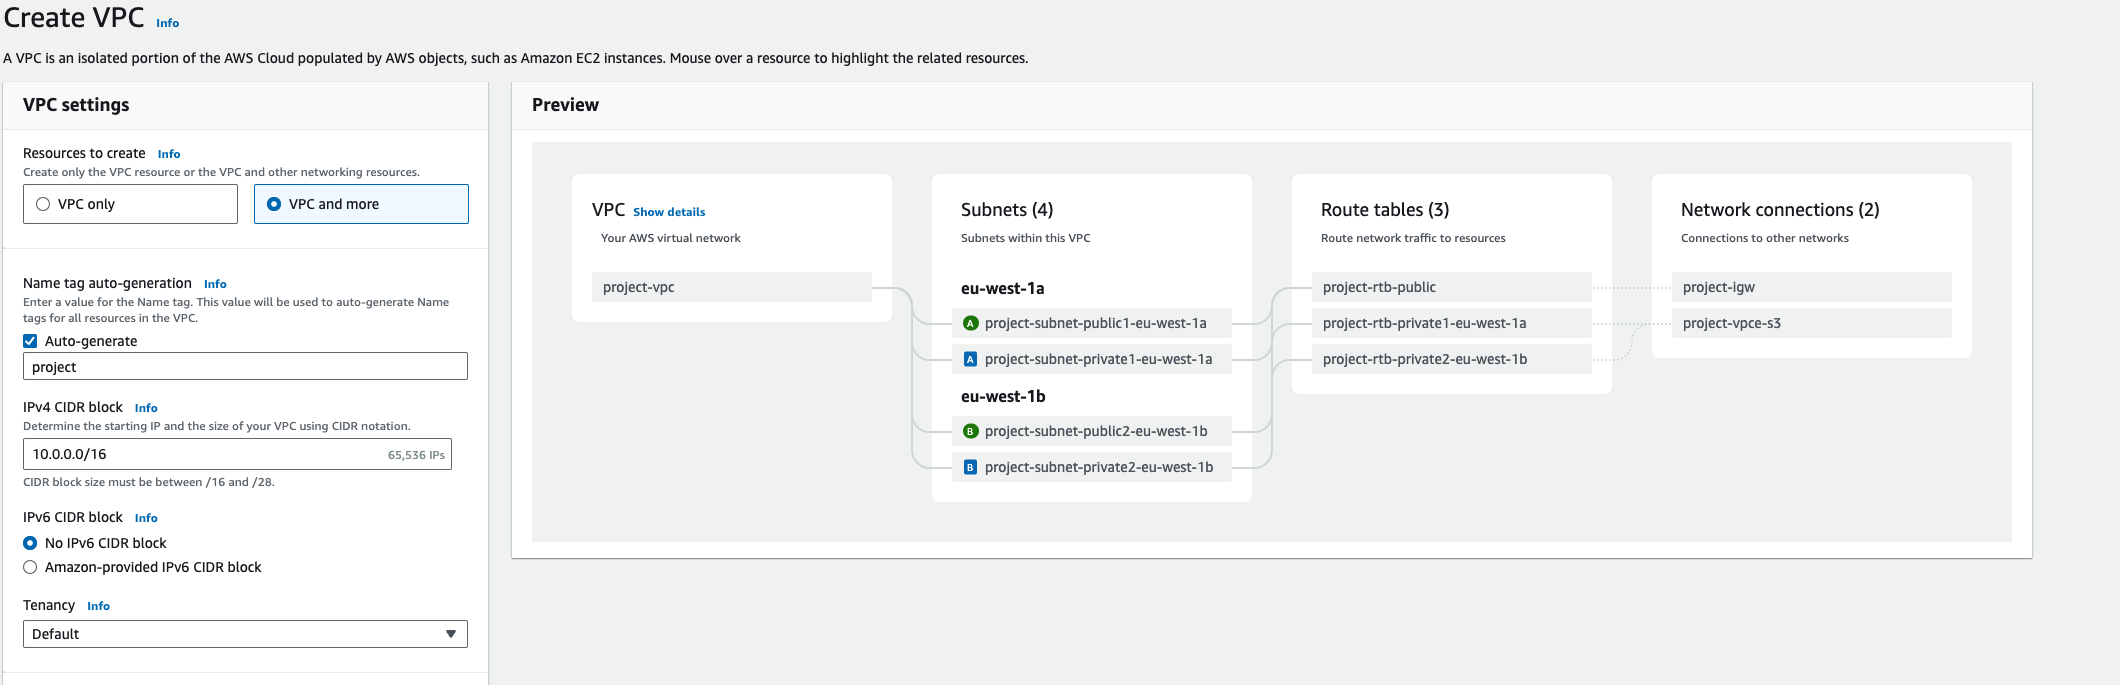 Create VPC Info
A VPC is an isolated portion of the AWS Cloud populated by AWS objects, such as Amazon EC2 instances. Mouse over a resource to highlight the related resources.
VPC settings
Resources to create Info
Create only the VPC resource or the VPC and other networking resources.
VPC only
VPC and more
Name tag auto-generation Info
Enter a value for the Name tag. This value will be used to auto-generate Name
tags for all resources in the VPC.
Auto-generate
project
IPv4 CIDR block Info
Determine the starting IP and the size of your VPC using CIDR notation.
10.0.0.0/16 65,536 IPs
CIDR block size must be between /16 and /28.
IPv6 CIDR block Info
No IPv6 CIDR block
Amazon-provided IPv6 CIDR block
Tenancy Info
Default
Preview
VPC Show details
Your AWS virtual network
project-vpc
Subnets (4)
Subnets within this VPC
eu-west-1a
A project-subnet-public1-eu-west-1a
A project-subnet-private1-eu-west-1a
eu-west-1b
B project-subnet-public2-eu-west-1b
B project-subnet-private2-eu-west-1b
Route tables (3)
Route network traffic to resources
project-rtb-public
project-rtb-private1-eu-west-1a
project-rtb-private2-eu-west-1b
Network connections (2)
Connections to other networks
project-igw
project-vpce-s3